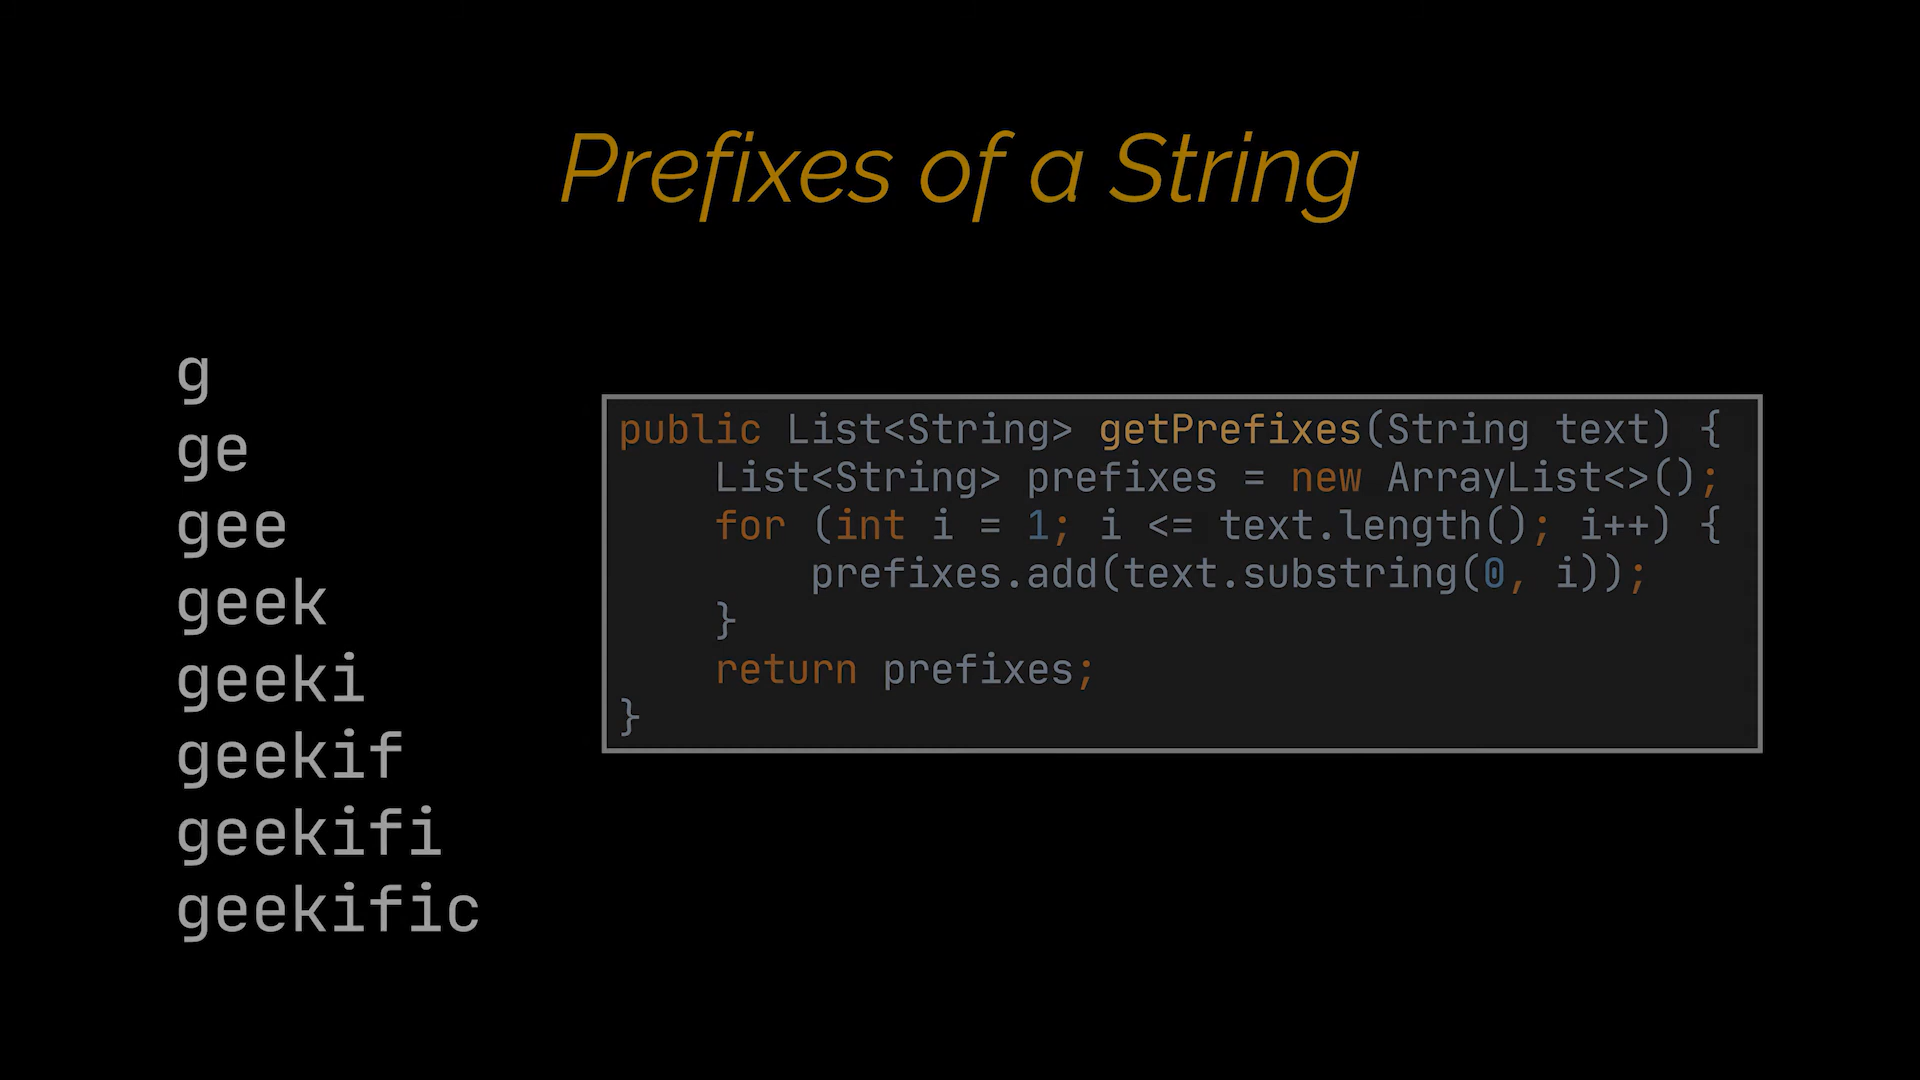 Prefixes of a String
g
ge
gee
geek
geeki
geekif
geekifi
geekific
public List<String> getPrefixes(String text) {
    List<String> prefixes = new ArrayList<>();
    for (int i = 1; i <= text.length(); i++) {
        prefixes.add(text.substring(0, i));
    }
    return prefixes;
}